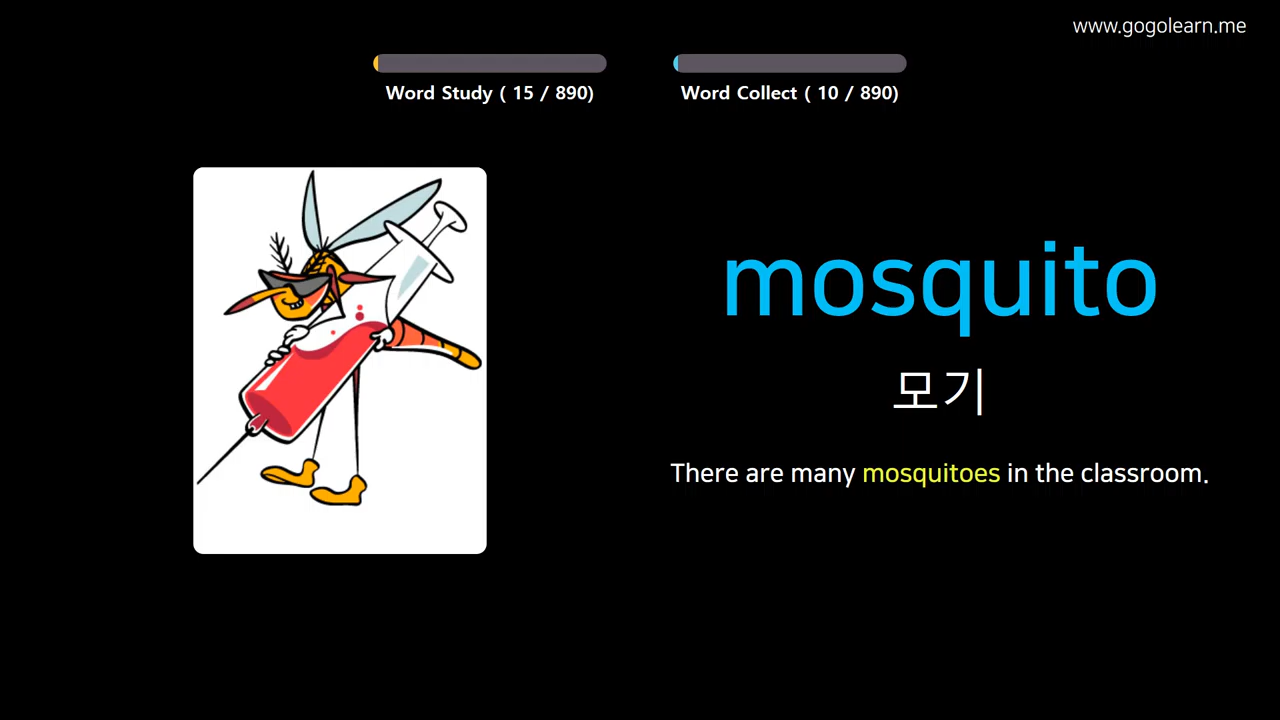 www.gogolearn.me
Word Study ( 15 / 890)
Word Collect ( 10 / 890)
mosquito
모기
There are many mosquitoes in the classroom.